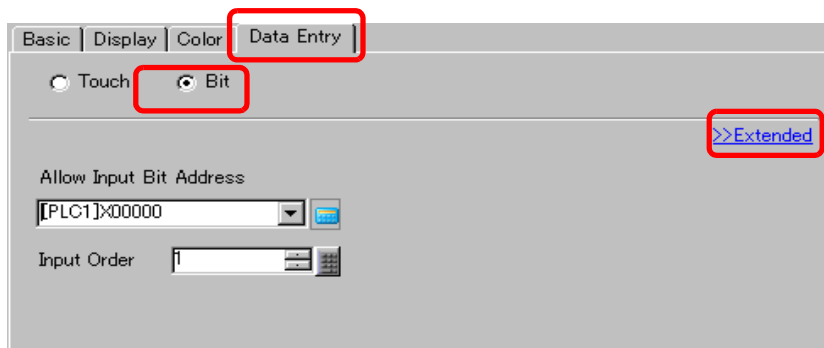 Basic Display Color Data Entry
Touch Bit
>>Extended
Allow Input Bit Address
[PLC1]X00000
Input Order 1